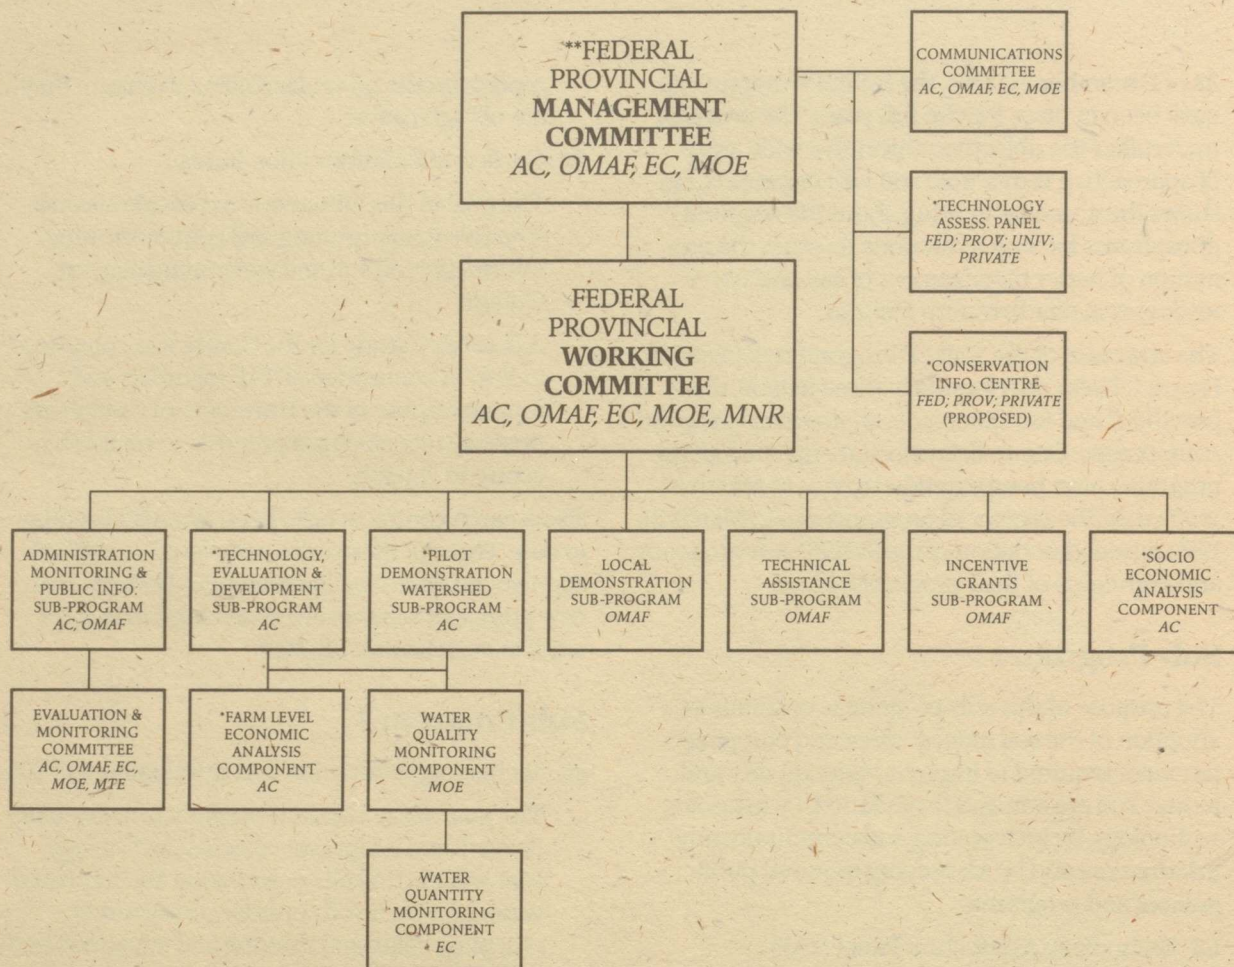 **FEDERAL
PROVINCIAL
MANAGEMENT
COMMITTEE
AC, OMAF, EC, MOE
COMMUNICATIONS
COMMITTEE
AC, OMAF, EC, MOE
*TECHNOLOGY
ASSESS. PANEL
FED; PROV; UNIV;
PRIVATE
*CONSERVATION
INFO. CENTRE
FED; PROV; PRIVATE
(PROPOSED)
FEDERAL
PROVINCIAL
WORKING
COMMITTEE
AC, OMAF, EC, MOE, MNR
ADMINISTRATION
MONITORING &
PUBLIC INFO.
SUB-PROGRAM
AC, OMAF
*TECHNOLOGY,
EVALUATION &
DEVELOPMENT
SUB-PROGRAM
AC
*PILOT
DEMONSTRATION
WATERSHED
SUB-PROGRAM
AC
LOCAL
DEMONSTRATION
SUB-PROGRAM
OMAF
TECHNICAL
ASSISTANCE
SUB-PROGRAM
OMAF
INCENTIVE
GRANTS
SUB-PROGRAM
OMAF
*SOCIO
ECONOMIC
ANALYSIS
COMPONENT
AC
EVALUATION &
MONITORING
COMMITTEE
AC, OMAF, EC,
MOE, MTE
*FARM LEVEL
ECONOMIC
ANALYSIS
COMPONENT
AC
WATER
QUALITY
MONITORING
COMPONENT
MOE
WATER
QUANTITY
MONITORING
COMPONENT
EC